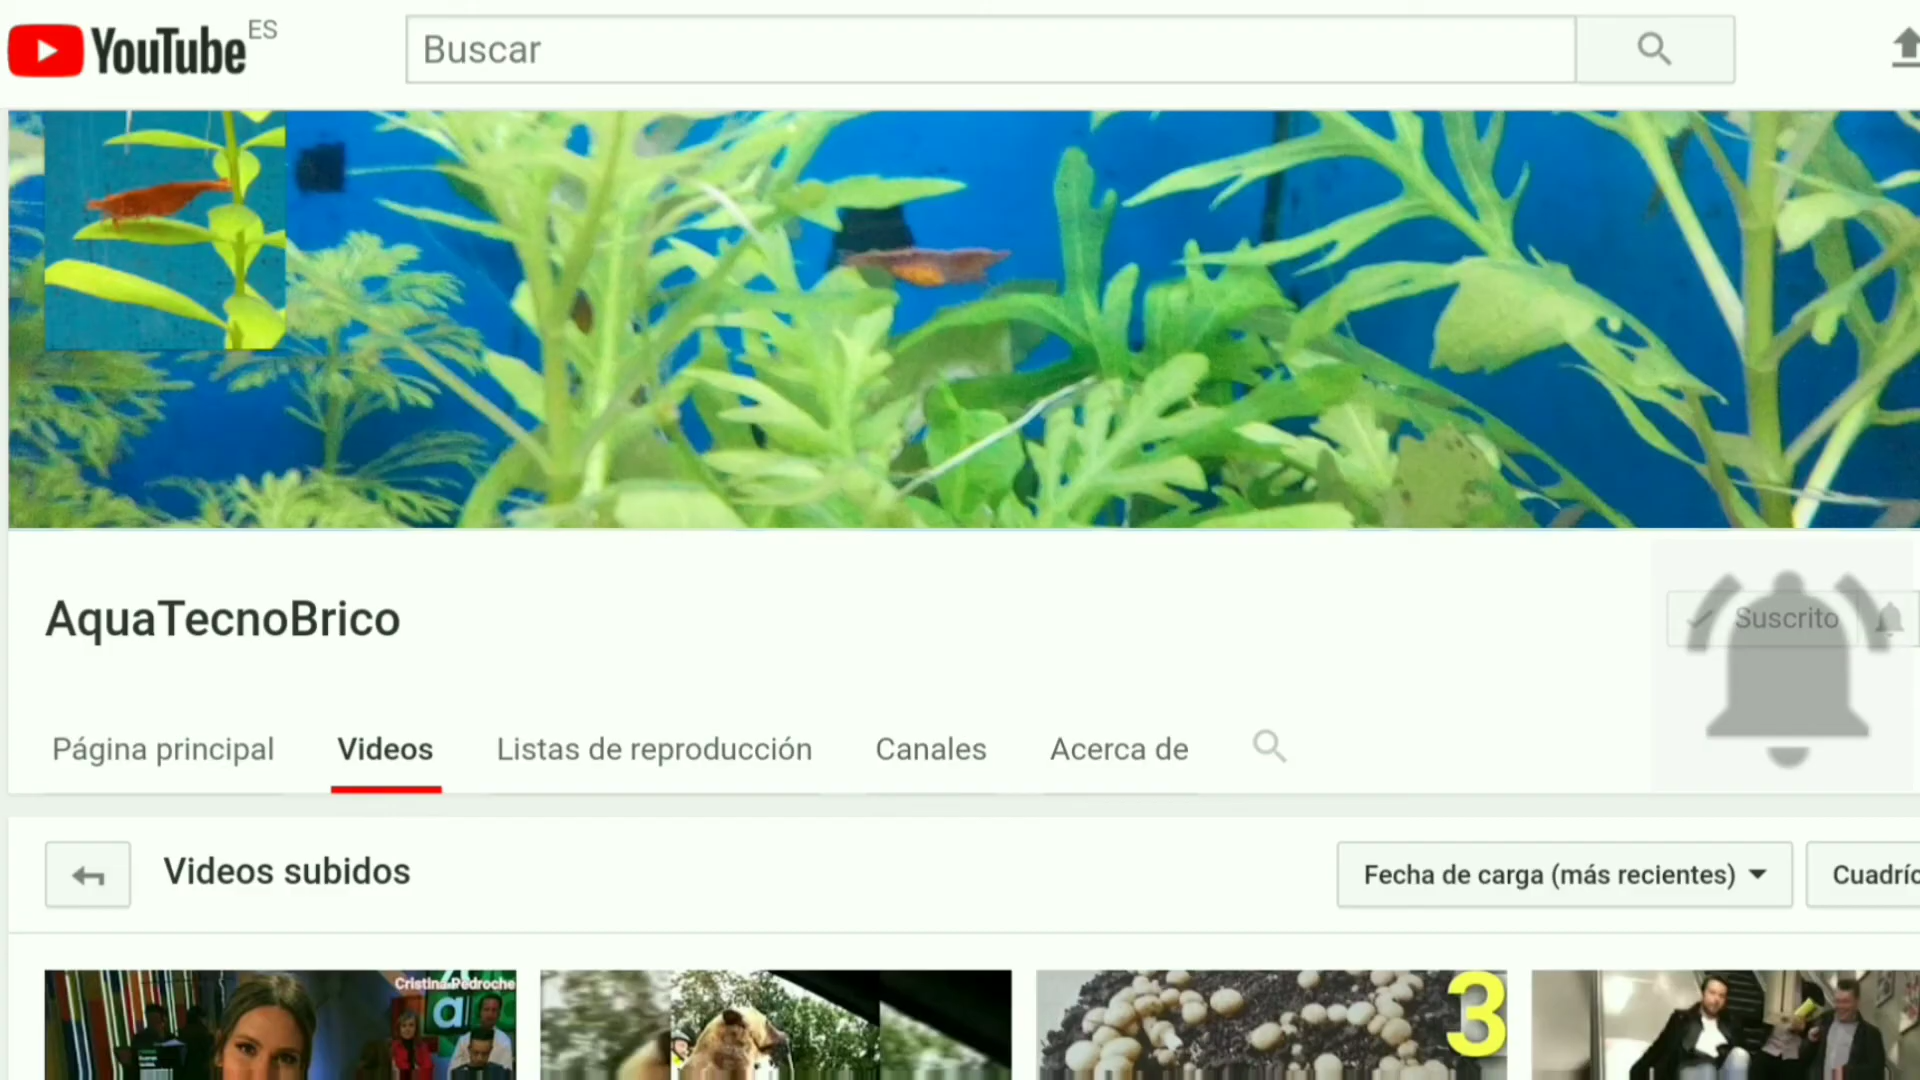 YouTube ES
Buscar
AquaTecnoBrico
Suscrito
Página principal
Videos
Listas de reproducción
Canales
Acerca de
Videos subidos
Fecha de carga (más recientes)
Cuadríc
Cristina Pedroche
a
3